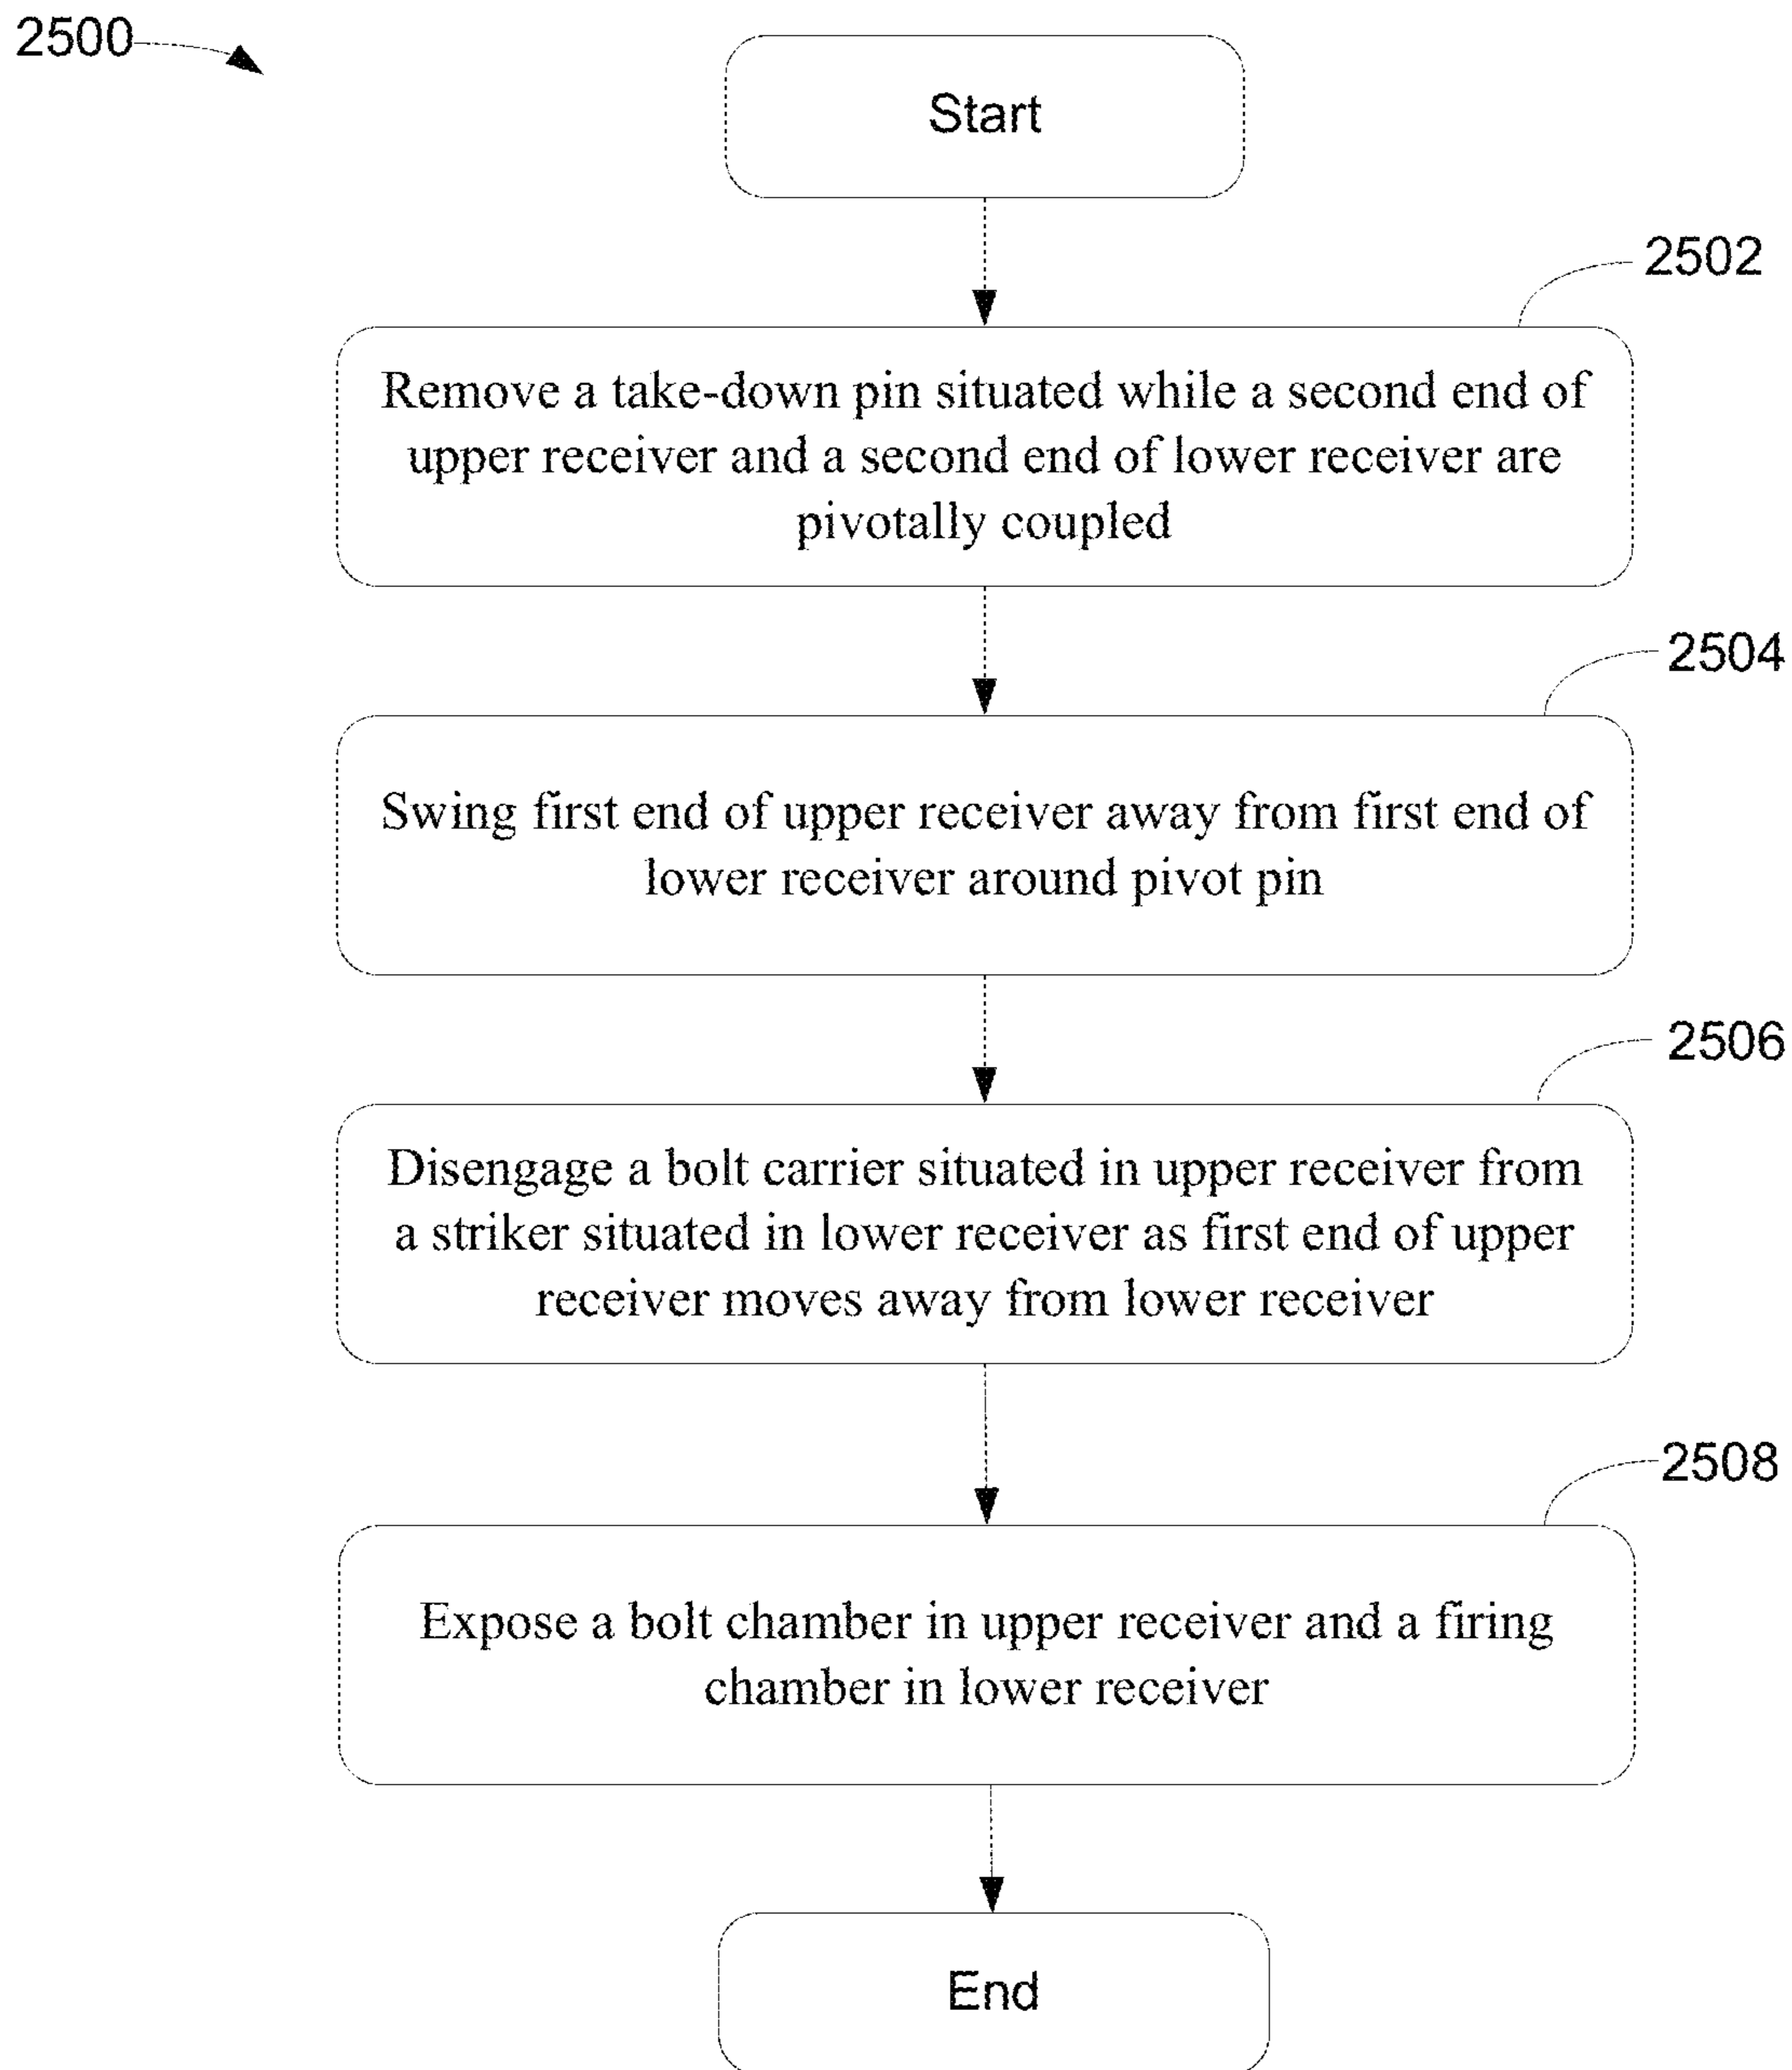 2500
Start
2502
Remove a take-down pin situated while a second end of
upper receiver and a second end of lower receiver are
pivotally coupled
2504
Swing first end of upper receiver away from first end of
lower receiver around pivot pin
2506
Disengage a bolt carrier situated in upper receiver from
a striker situated in lower receiver as first end of upper
receiver moves away from lower receiver
2508
Expose a bolt chamber in upper receiver and a firing
chamber in lower receiver
End